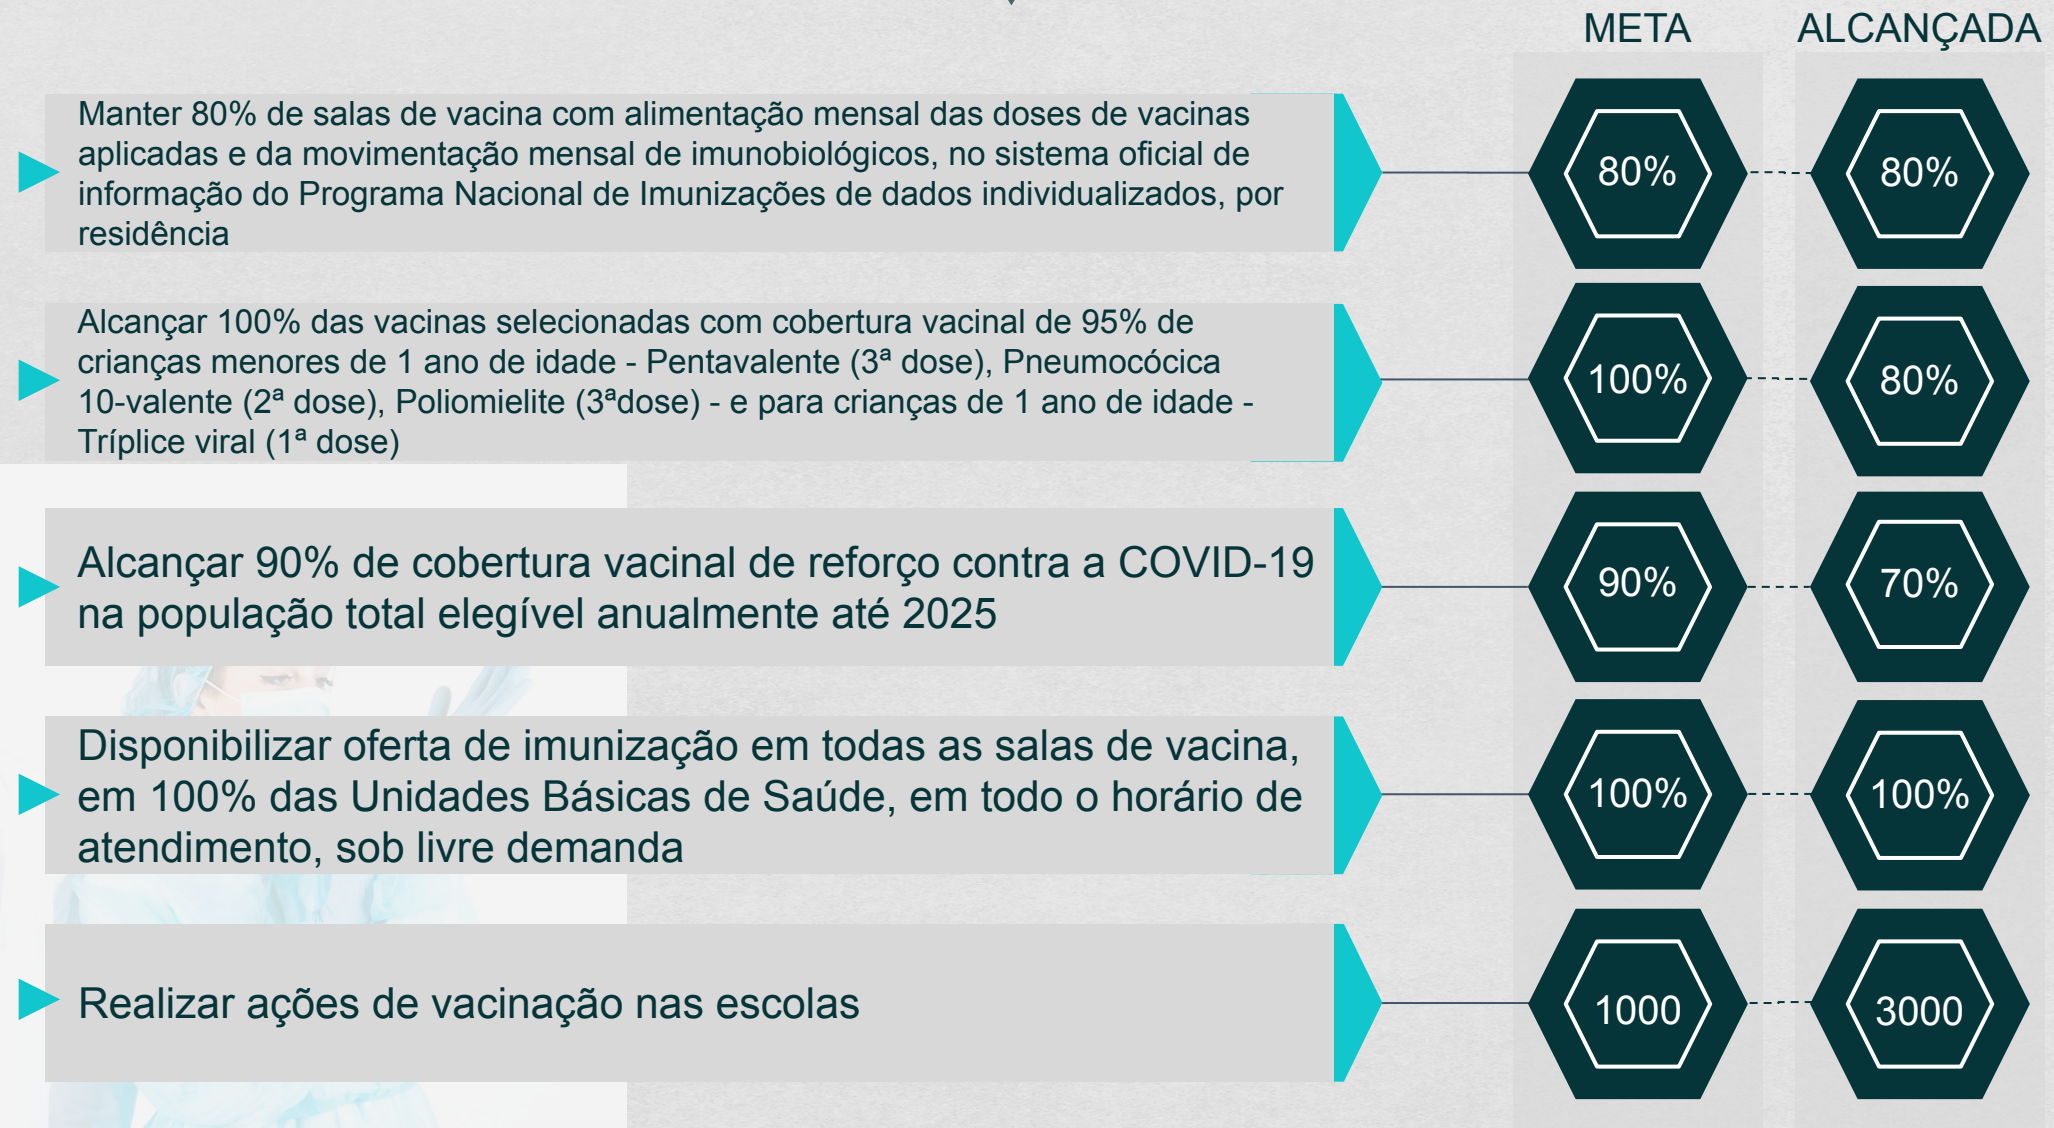 META ALCANÇADA
Manter 80% de salas de vacina com alimentação mensal das doses de vacinas
aplicadas e da movimentação mensal de imunobiológicos, no sistema oficial de
informação do Programa Nacional de Imunizações de dados individualizados, por
residência
80% 80%
Alcançar 100% das vacinas selecionadas com cobertura vacinal de 95% de
crianças menores de 1 ano de idade - Pentavalente (3ª dose), Pneumocócica
10-valente (2ª dose), Poliomielite (3ªdose) - e para crianças de 1 ano de idade -
Tríplice viral (1ª dose)
100% 80%
Alcançar 90% de cobertura vacinal de reforço contra a COVID-19
na população total elegível anualmente até 2025
90% 70%
Disponibilizar oferta de imunização em todas as salas de vacina,
em 100% das Unidades Básicas de Saúde, em todo o horário de
atendimento, sob livre demanda
100% 100%
Realizar ações de vacinação nas escolas
1000 3000